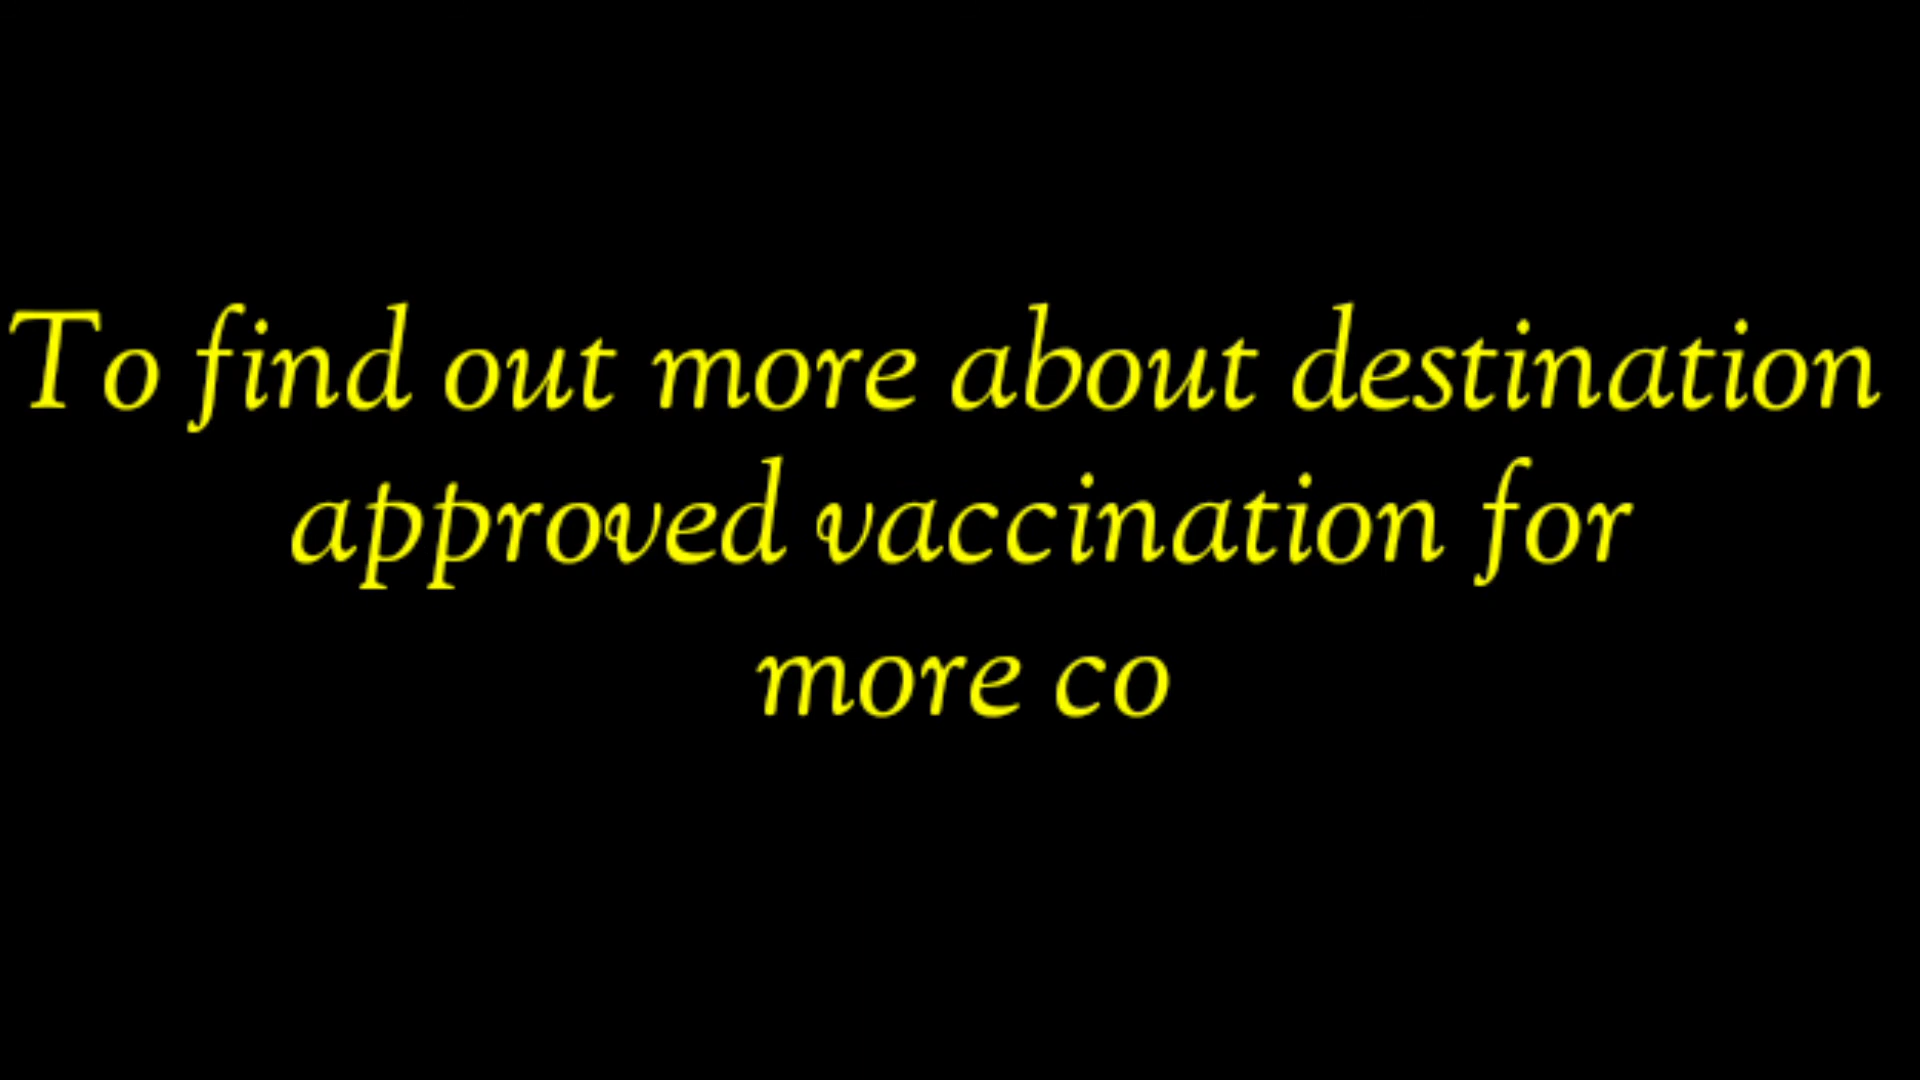 To find out more about destination
approved vaccination for
more co